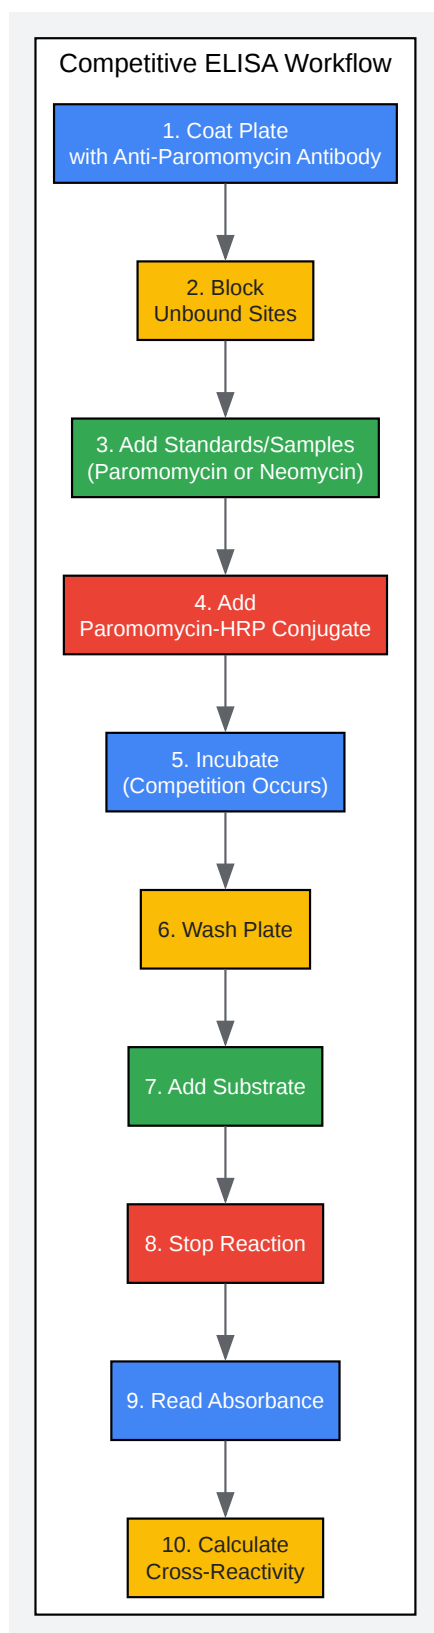 Competitive ELISA Workflow
1. Coat Plate
with Anti-Paromomycin Antibody
2. Block
Unbound Sites
3. Add Standards/Samples
(Paromomycin or Neomycin)
4. Add
Paromomycin-HRP Conjugate
5. Incubate
(Competition Occurs)
6. Wash Plate
7. Add Substrate
8. Stop Reaction
9. Read Absorbance
10. Calculate
Cross-Reactivity